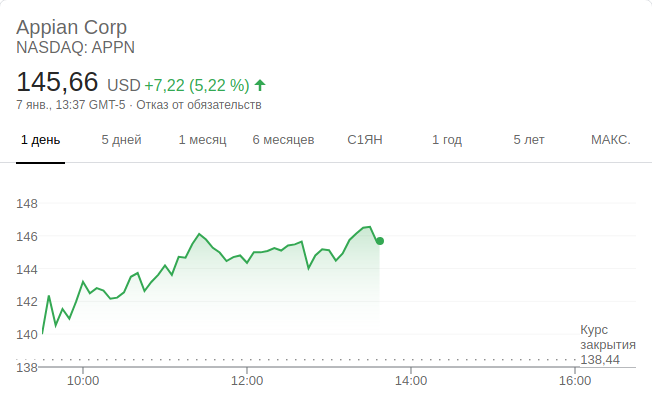 Appian Corp
NASDAQ: APPN
145,66 USD +7,22 (5,22 %)
7 янв., 13:37 GMT-5 · Отказ от обязательств
1 день 5 дней 1 месяц 6 месяцев С1ЯН 1 год 5 лет МАКС.
148
146
144
142
140
Курс
закрытия
138,44
138
10:00 12:00 14:00 16:00